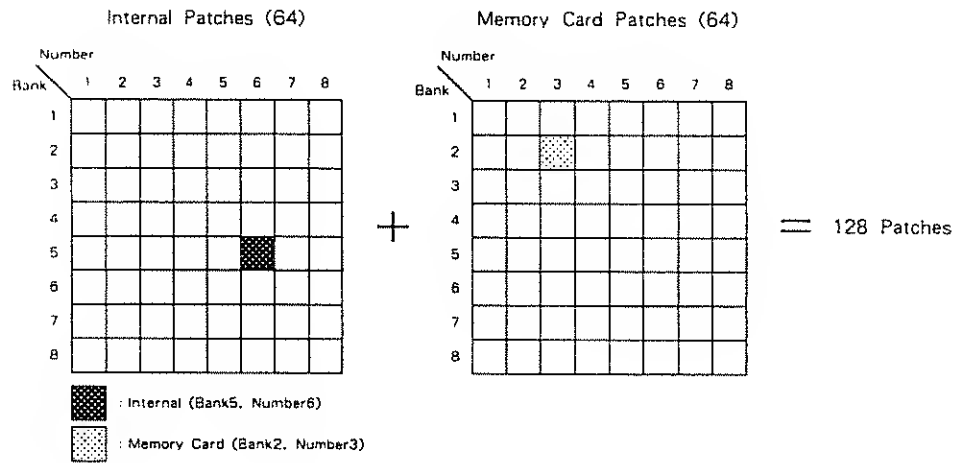 Internal Patches (64)
Memory Card Patches (64)
Number
Bank 1 2 3 4 5 6 7 8
1
2
3
4
5
6
7
8
+
Number
Bank 1 2 3 4 5 6 7 8
1
2
3
4
5
6
7
8
= 128 Patches
: Internal (Bank5, Number6)
: Memory Card (Bank2, Number3)